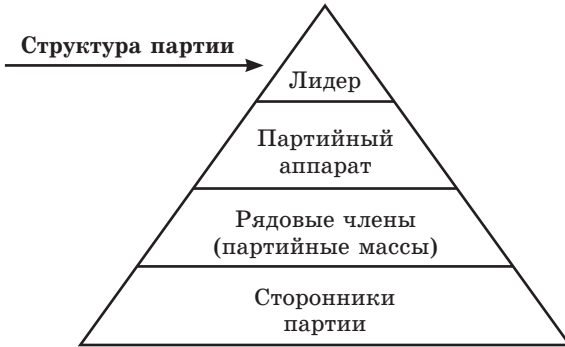 Структура партии
Лидер
Партийный
аппарат
Рядовые члены
(партийные массы)
Сторонники
партии